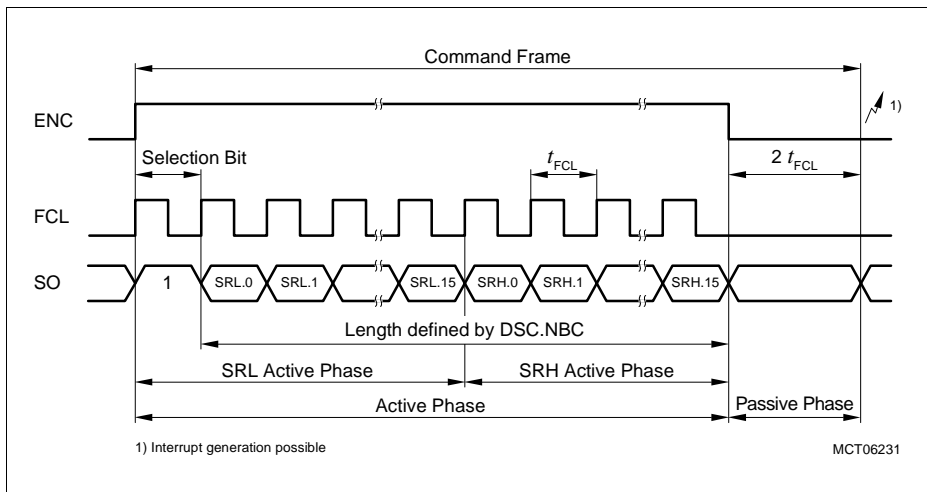 Command Frame
ENC
1)
Selection Bit
t FCL
2 t FCL
FCL
SO
1
SRL.0
SRL.1
SRL.15
SRH.0
SRH.1
SRH.15
Length defined by DSC.NBC
SRL Active Phase
SRH Active Phase
Active Phase
Passive Phase
1) Interrupt generation possible
MCT06231